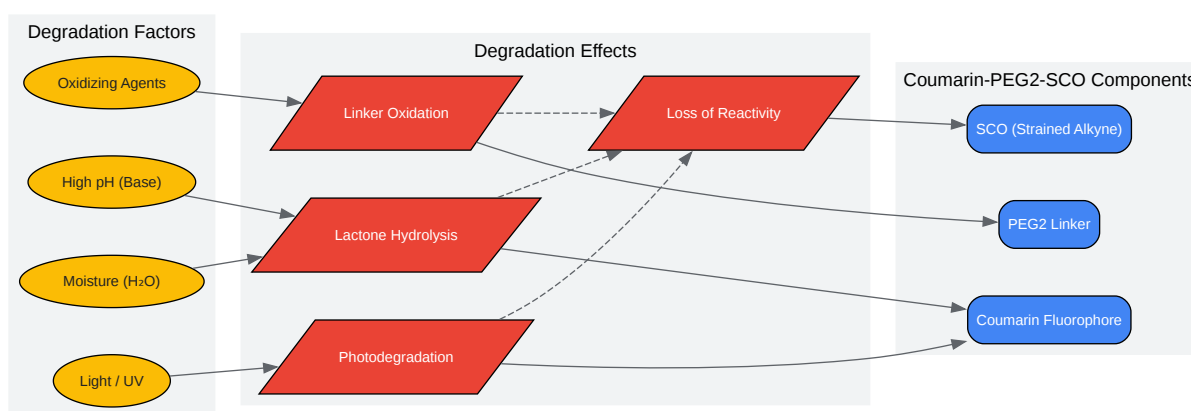 Degradation Factors
Oxidizing Agents
High pH (Base)
Moisture (H₂O)
Light / UV
Degradation Effects
Linker Oxidation
Loss of Reactivity
Lactone Hydrolysis
Photodegradation
Coumarin-PEG2-SCO Components
SCO (Strained Alkyne)
PEG2 Linker
Coumarin Fluorophore